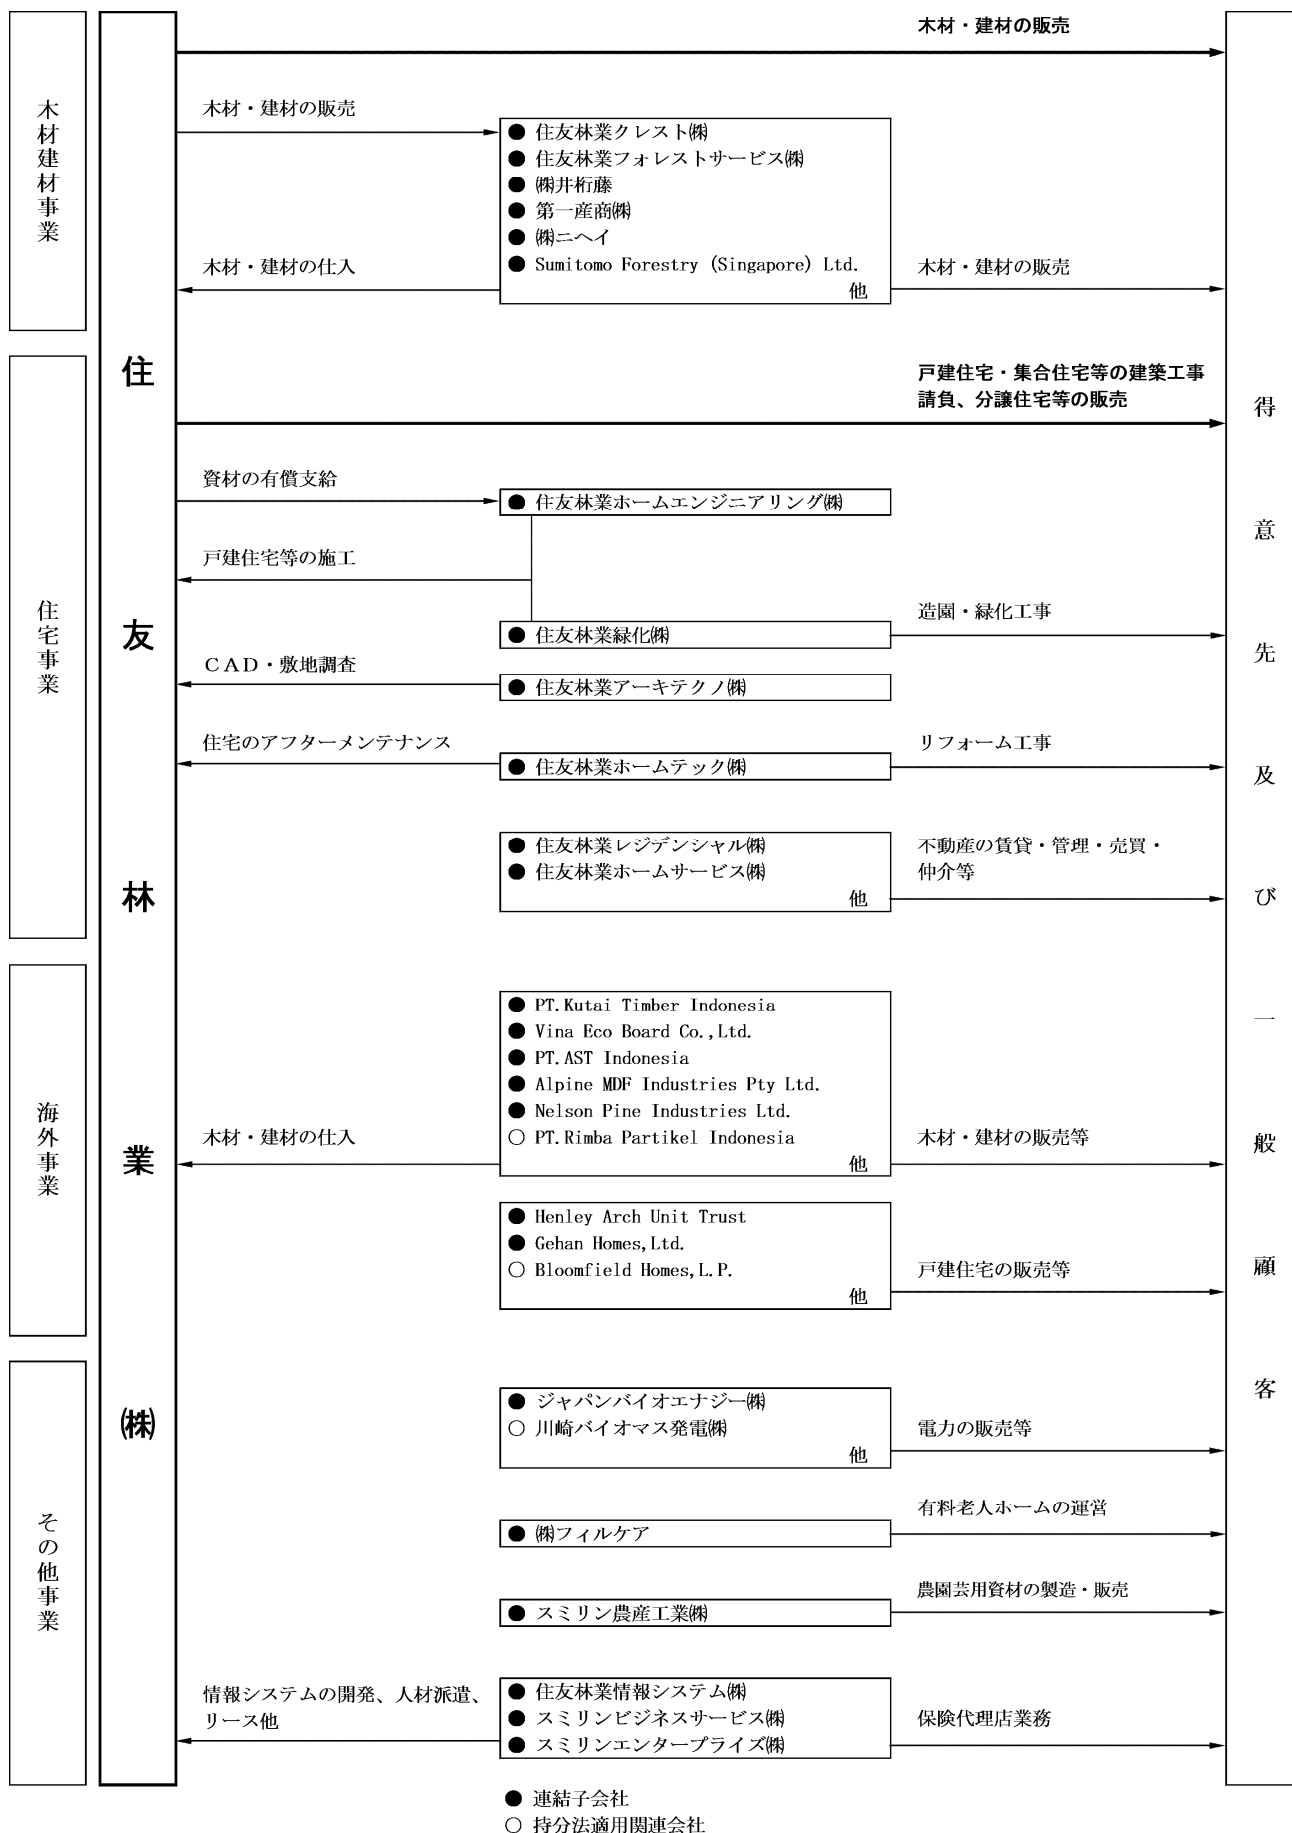 木材・建材の販売
木材建材事業
木材・建材の販売
● 住友林業クレスト㈱
● 住友林業フォレストサービス㈱
● ㈱井桁藤
● 第一産商㈱
● ㈱ニヘイ
● Sumitomo Forestry (Singapore) Ltd.
他
木材・建材の仕入
木材・建材の販売
住友林業㈱
得意先及び一般顧客
住宅事業
戸建住宅・集合住宅等の建築工事
請負、分譲住宅等の販売
資材の有償支給
● 住友林業ホームエンジニアリング㈱
戸建住宅等の施工
● 住友林業緑化㈱
造園・緑化工事
CAD・敷地調査
● 住友林業アーキテクノ㈱
住宅のアフターメンテナンス
● 住友林業ホームテック㈱
リフォーム工事
● 住友林業レジデンシャル㈱
● 住友林業ホームサービス㈱
他
不動産の賃貸・管理・売買・
仲介等
海外事業
● PT.Kutai Timber Indonesia
● Vina Eco Board Co.,Ltd.
● PT.AST Indonesia
● Alpine MDF Industries Pty Ltd.
● Nelson Pine Industries Ltd.
○ PT.Rimba Partikel Indonesia
他
木材・建材の仕入
木材・建材の販売等
● Henley Arch Unit Trust
● Gehan Homes,Ltd.
○ Bloomfield Homes,L.P.
他
戸建住宅の販売等
その他事業
● ジャパンバイオエナジー㈱
○ 川崎バイオマス発電㈱
他
電力の販売等
● ㈱フィルケア
有料老人ホームの運営
● スミリン農産工業㈱
農園芸用資材の製造・販売
情報システムの開発、人材派遣、
リース他
● 住友林業情報システム㈱
● スミリンビジネスサービス㈱
● スミリンエンタープライズ㈱
保険代理店業務
● 連結子会社
○ 持分法適用関連会社